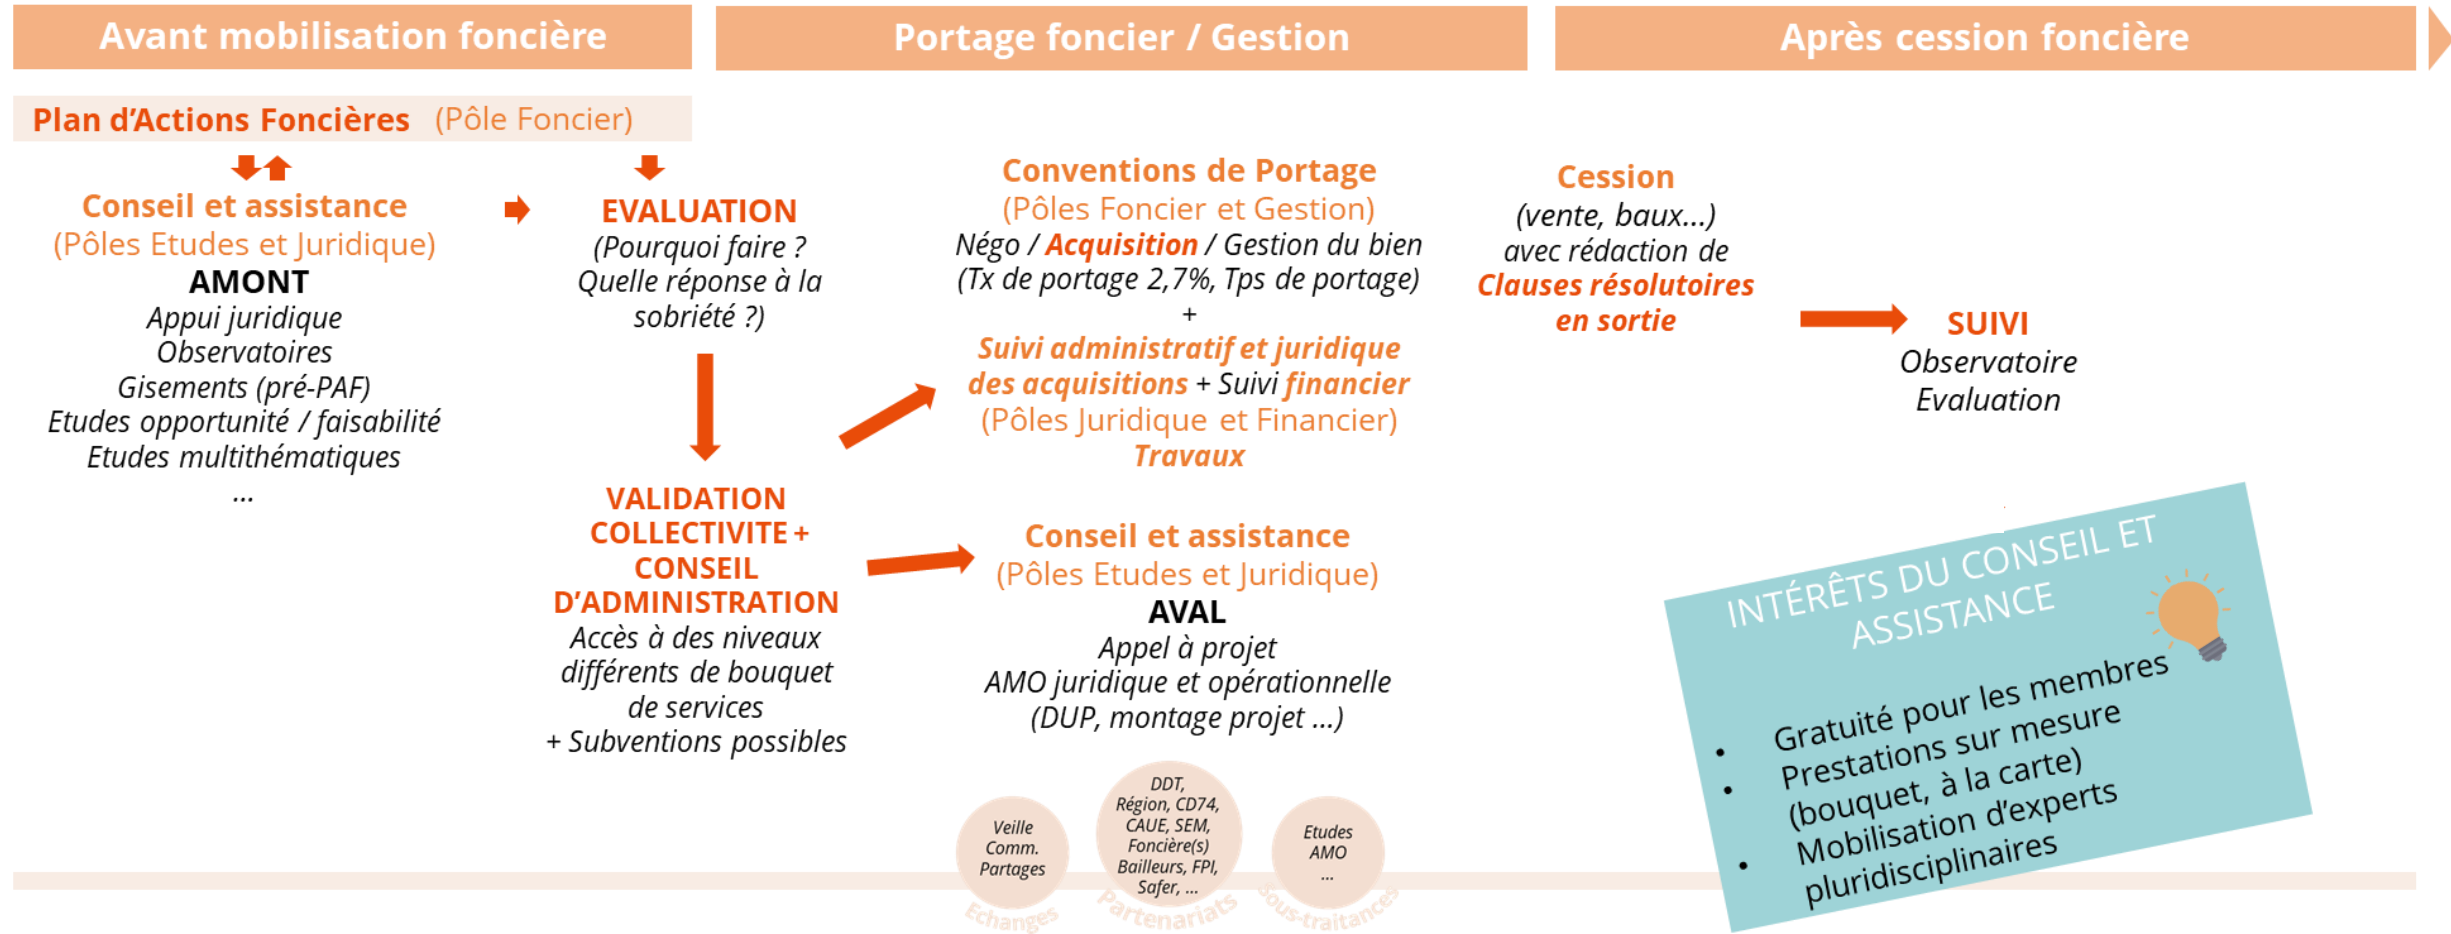 Avant mobilisation foncière
Portage foncier / Gestion
Après cession foncière
Plan d'Actions Foncières (Pôle Foncier)
Conseil et assistance
(Pôles Etudes et Juridique)
AMONT
Appui juridique
Observatoires
Gisements (pré-PAF)
Etudes opportunité / faisabilité
Etudes multithématiques
...
EVALUATION
(Pourquoi faire ?
Quelle réponse à la
sobriété ?)
VALIDATION
COLLECTIVITE +
CONSEIL
D'ADMINISTRATION
Accès à des niveaux
différents de bouquet
de services
+ Subventions possibles
Conventions de Portage
(Pôles Foncier et Gestion)
Négo / Acquisition / Gestion du bien
(Tx de portage 2,7%, Tps de portage)
+
Suivi administratif et juridique
des acquisitions + Suivi financier
(Pôles Juridique et Financier)
Travaux
Conseil et assistance
(Pôles Etudes et Juridique)
AVAL
Appel à projet
AMO juridique et opérationnelle
(DUP, montage projet ...)
Cession
(vente, baux...)
avec rédaction de
Clauses résolutoires
en sortie
SUIVI
Observatoire
Evaluation
INTÉRÊTS DU CONSEIL ET
ASSISTANCE
• Gratuité pour les membres
• Prestations sur mesure
(bouquet, à la carte)
• Mobilisation d'experts
pluridisciplinaires
Veille
Comm.
Partages
Echanges
DDT,
Région, CD74,
CAUE, SEM,
Foncière(s)
Bailleurs, FPI,
Safer, ...
Partenariats
Etudes
AMO
...
Sous-traitances